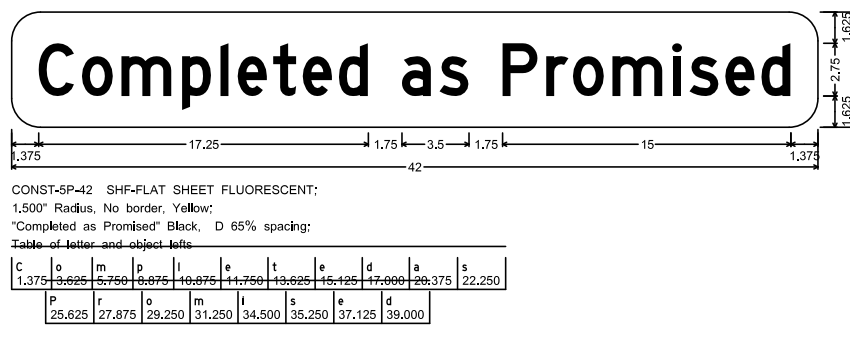 Completed as Promised
1.625
2.75
1.625
1.375 17.25 1.75 3.5 1.75 15 1.375
42
CONST-5P-42 SHF-FLAT SHEET FLUORESCENT;
1.500" Radius, No border, Yellow;
"Completed as Promised" Black, D 65% spacing;
Table of letter and object lefts
C o m p l e t e d a s
1.375 3.625 5.750 8.875 10.875 11.750 13.625 15.125 17.000 20.375 22.250
P r o m i s e d
25.625 27.875 29.250 31.250 34.500 35.250 37.125 39.000